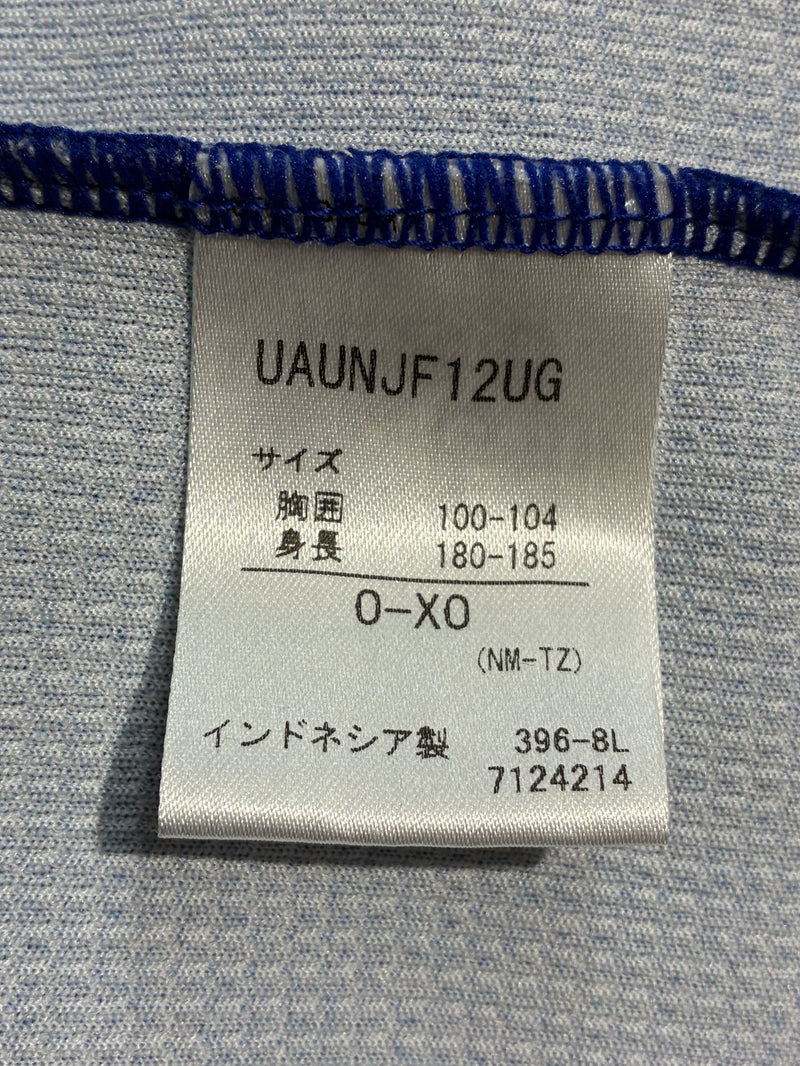 UAUNJF12UG
サイズ
胸囲 100-104
身長 180-185
O-XO
(NM-TZ)
インドネシア製 396-8L
7124214